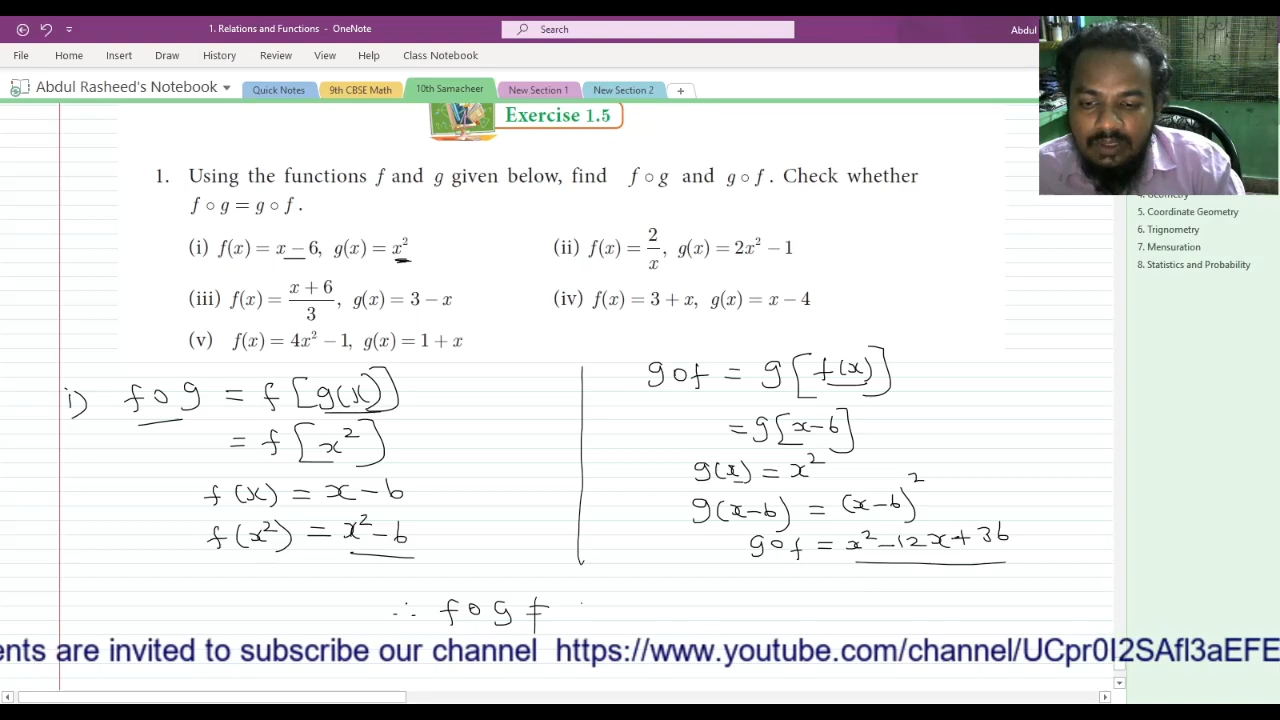 1. Relations and Functions - OneNote
Search
Abdul
File Home Insert Draw History Review View Help Class Notebook
Abdul Rasheed's Notebook
Quick Notes
9th CBSE Math
10th Samacheer
New Section 1
New Section 2
+
Exercise 1.5
1. Using the functions f and g given below, find f∘g and g∘f. Check whether
f∘g = g∘f.
(i) f(x) = x − 6, g(x) = x²
(ii) f(x) = 2/x, g(x) = 2x² − 1
(iii) f(x) = (x + 6)/3, g(x) = 3 − x
(iv) f(x) = 3 + x, g(x) = x − 4
(v) f(x) = 4x² − 1, g(x) = 1 + x
i) f∘g = f[g(x)]
= f[x²]
f(x) = x − 6
f(x²) = x² − 6
g∘f = g[f(x)]
= g[x−6]
g(x) = x²
g(x−6) = (x−6)²
g∘f = x² − 12x + 36
∴ f∘g ≠
5. Coordinate Geometry
6. Trignometry
7. Mensuration
8. Statistics and Probability
ents are invited to subscribe our channel https://www.youtube.com/channel/UCpr0I2SAfl3aEFE